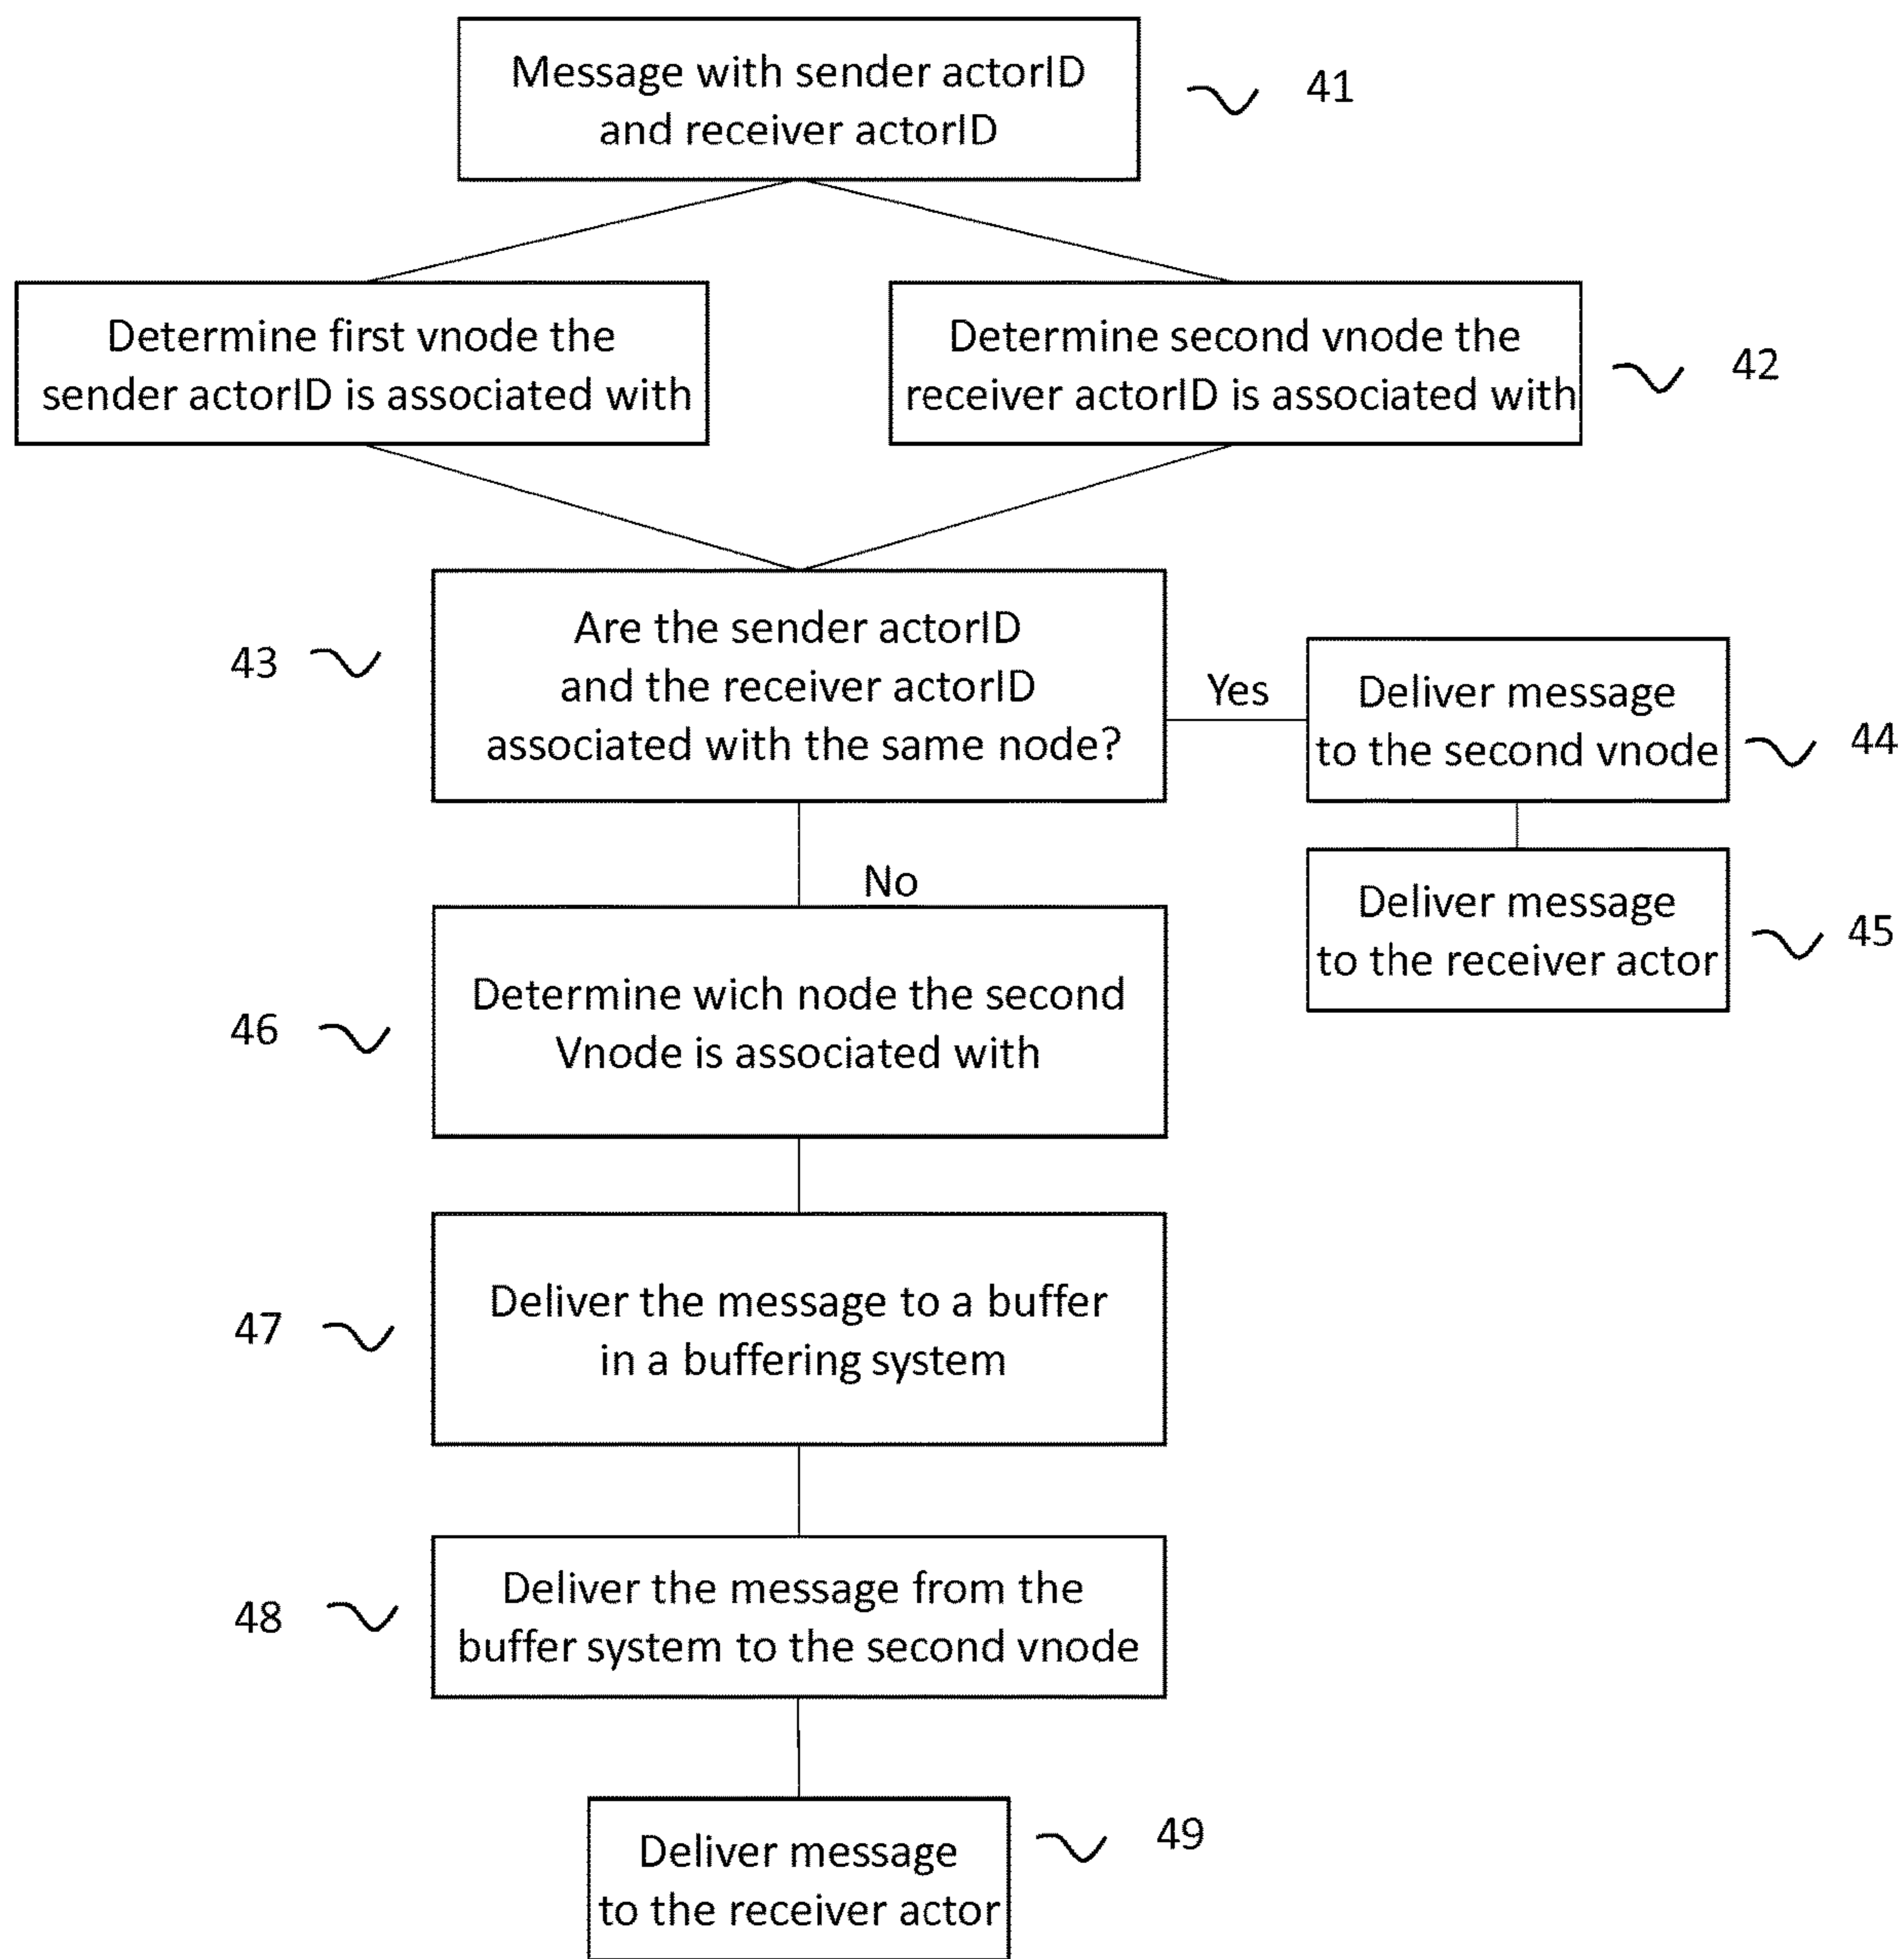 Message with sender actorID
and receiver actorID
41
Determine first vnode the
sender actorID is associated with
Determine second vnode the
receiver actorID is associated with
42
43
Are the sender actorID
and the receiver actorID
associated with the same node?
Yes
Deliver message
to the second vnode
44
Deliver message
to the receiver actor
45
No
46
Determine wich node the second
Vnode is associated with
47
Deliver the message to a buffer
in a buffering system
48
Deliver the message from the
buffer system to the second vnode
Deliver message
to the receiver actor
49